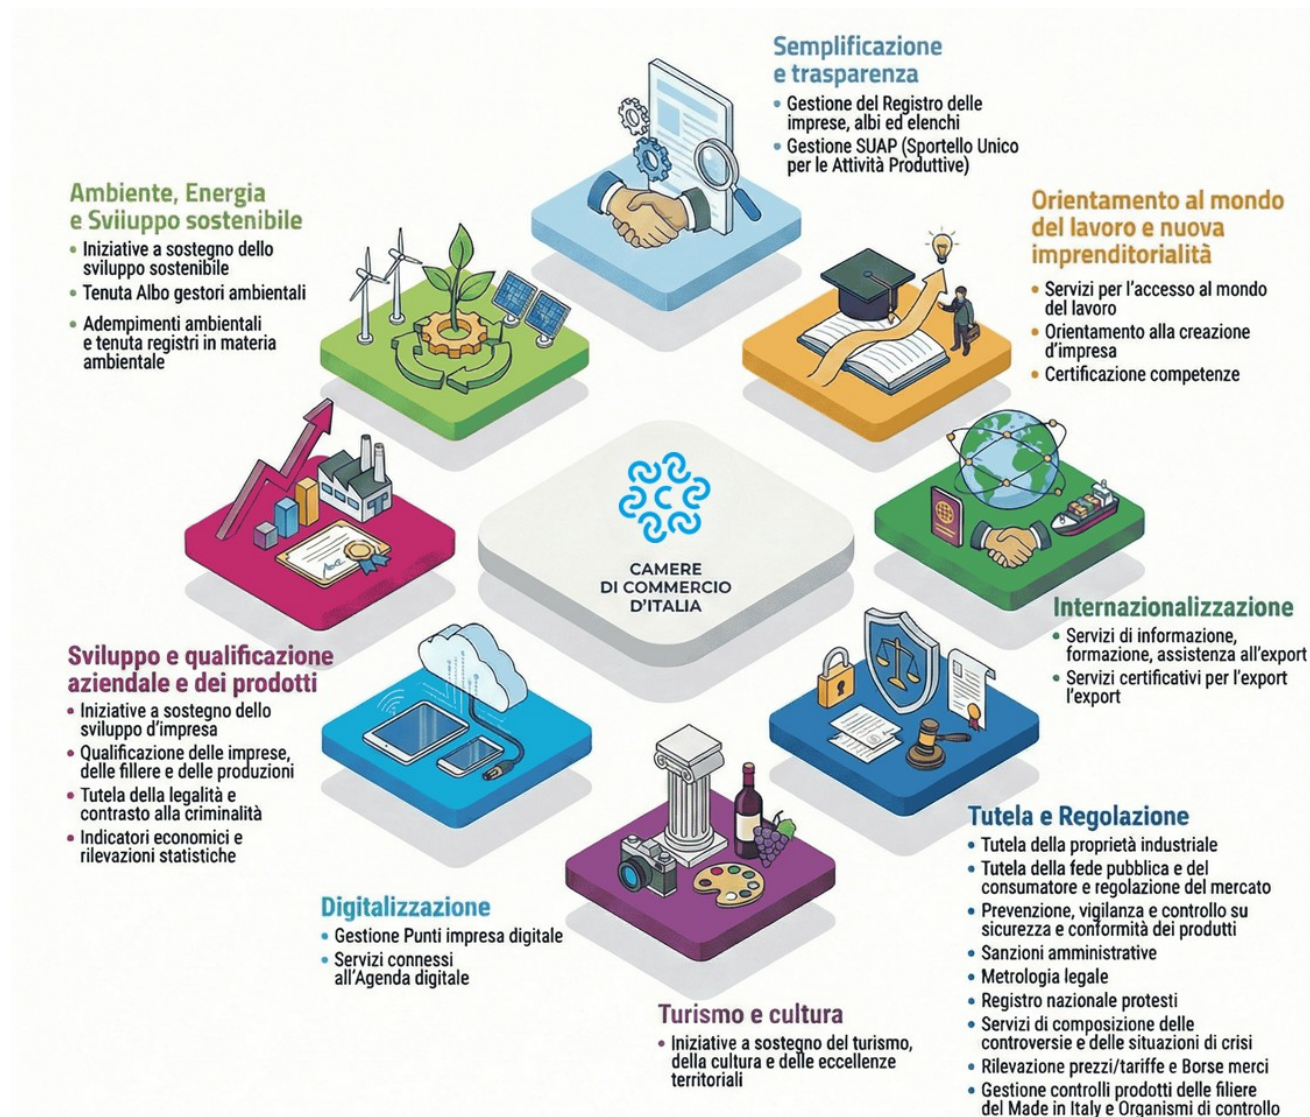 Semplificazione
e trasparenza
• Gestione del Registro delle
imprese, albi ed elenchi
• Gestione SUAP (Sportello Unico
per le Attività Produttive)
Ambiente, Energia
e Sviiluppo sostenibile
• Iniziative a sostegno dello
sviluppo sostenibile
• Tenuta Albo gestori ambientali
• Adempimenti ambientali
e tenuta registri in materia
ambientale
Orientamento al mondo
del lavoro e nuova
imprenditorialità
• Servizi per l'accesso al mondo
del lavoro
• Orientamento alla creazione
d'impresa
• Certificazione competenze
C
CAMERE
DI COMMERCIO
D'ITALIA
Internazionalizzazione
• Servizi di informazione,
formazione, assistenza all'export
• Servizi certificativi per l'export
l'export
Sviluppo e qualificazione
aziendale e dei prodotti
• Iniziative a sostegno dello
sviluppo d'impresa
• Qualificazione delle imprese,
delle fillere e delle produzioni
• Tutela della legalità e
contrasto alla criminalità
• Indicatori economici e
rilevazioni statistiche
Digitalizzazione
• Gestione Punti impresa digitale
• Servizi connessi
all'Agenda digitale
Turismo e cultura
• Iniziative a sostegno del turismo,
della cultura e delle eccellenze
territoriali
Tutela e Regolazione
• Tutela della proprietà industriale
• Tutela della fede pubblica e del
consumatore e regolazione del mercato
• Prevenzione, vigilanza e controllo su
sicurezza e conformità dei produtti
• Sanzioni amministrative
• Metrologia legale
• Registro nazionale protesti
• Servizi di composizione delle
controversie e delle situazioni di crisi
• Rilevazione prezzi/tariffe e Borse merci
• Gestione controlli prodotti delle filiere
del Made in Italy e Organismi di controllo